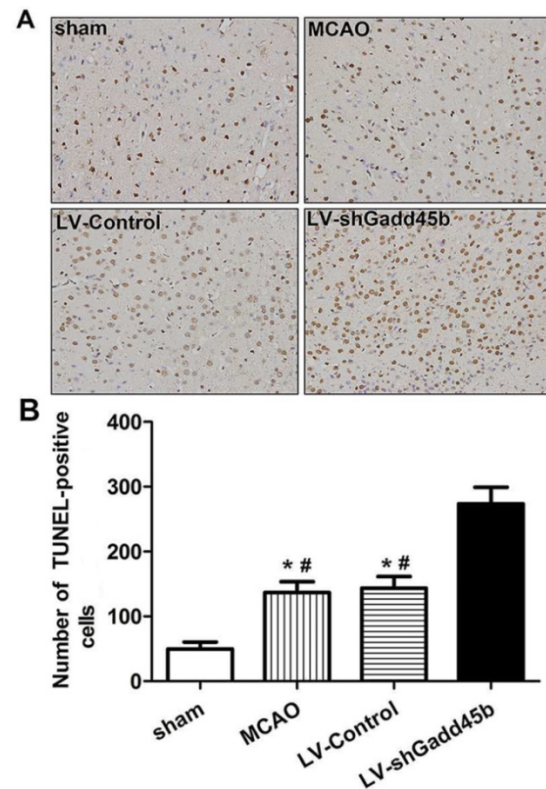 A
sham
MCAO
LV-Control
LV-shGadd45b
B
Number of TUNEL-positive
cells
400
300
200
100
0
* #
* #
sham
MCAO
LV-Control
LV-shGadd45b